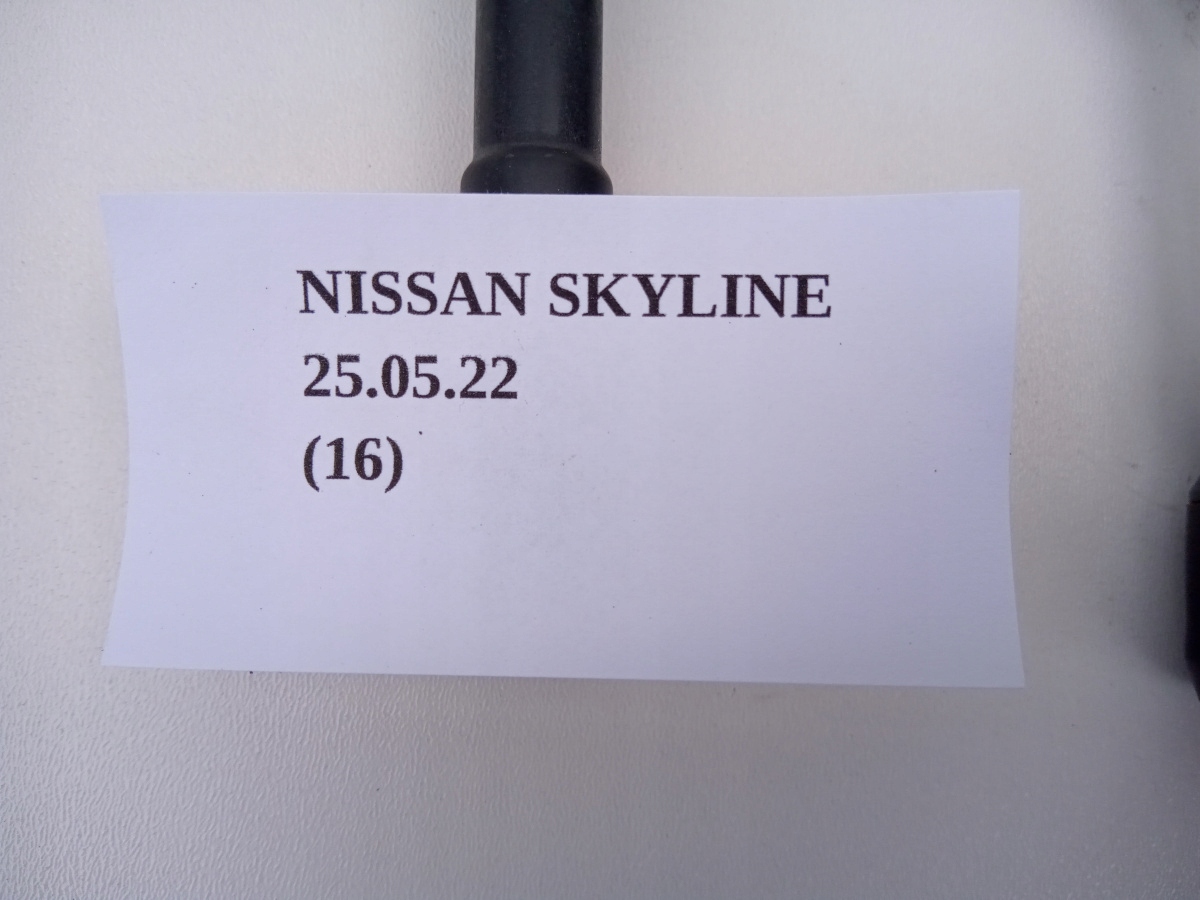 NISSAN SKYLINE
25.05.22
(16)